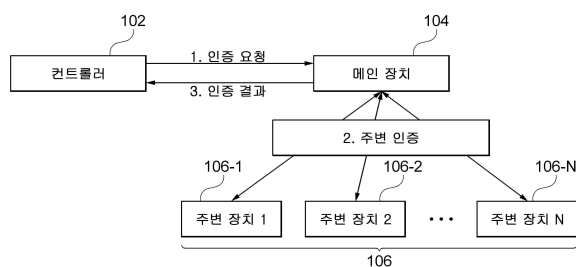 102
104
컨트롤러
1. 인증 요청
메인 장치
3. 인증 결과
2. 주변 인증
106-1
106-2
106-N
주변 장치 1
주변 장치 2
• • •
주변 장치 N
106